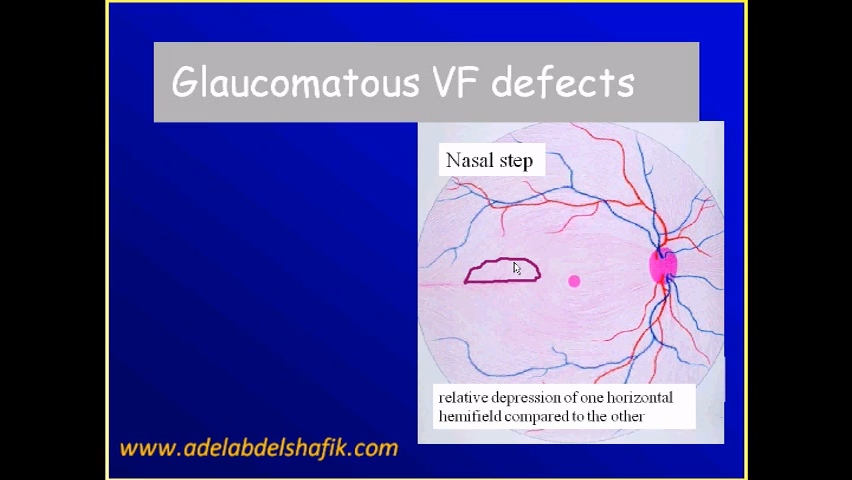 Glaucomatous VF defects
Nasal step
relative depression of one horizontal
hemifield compared to the other
www.adelabdelshafik.com